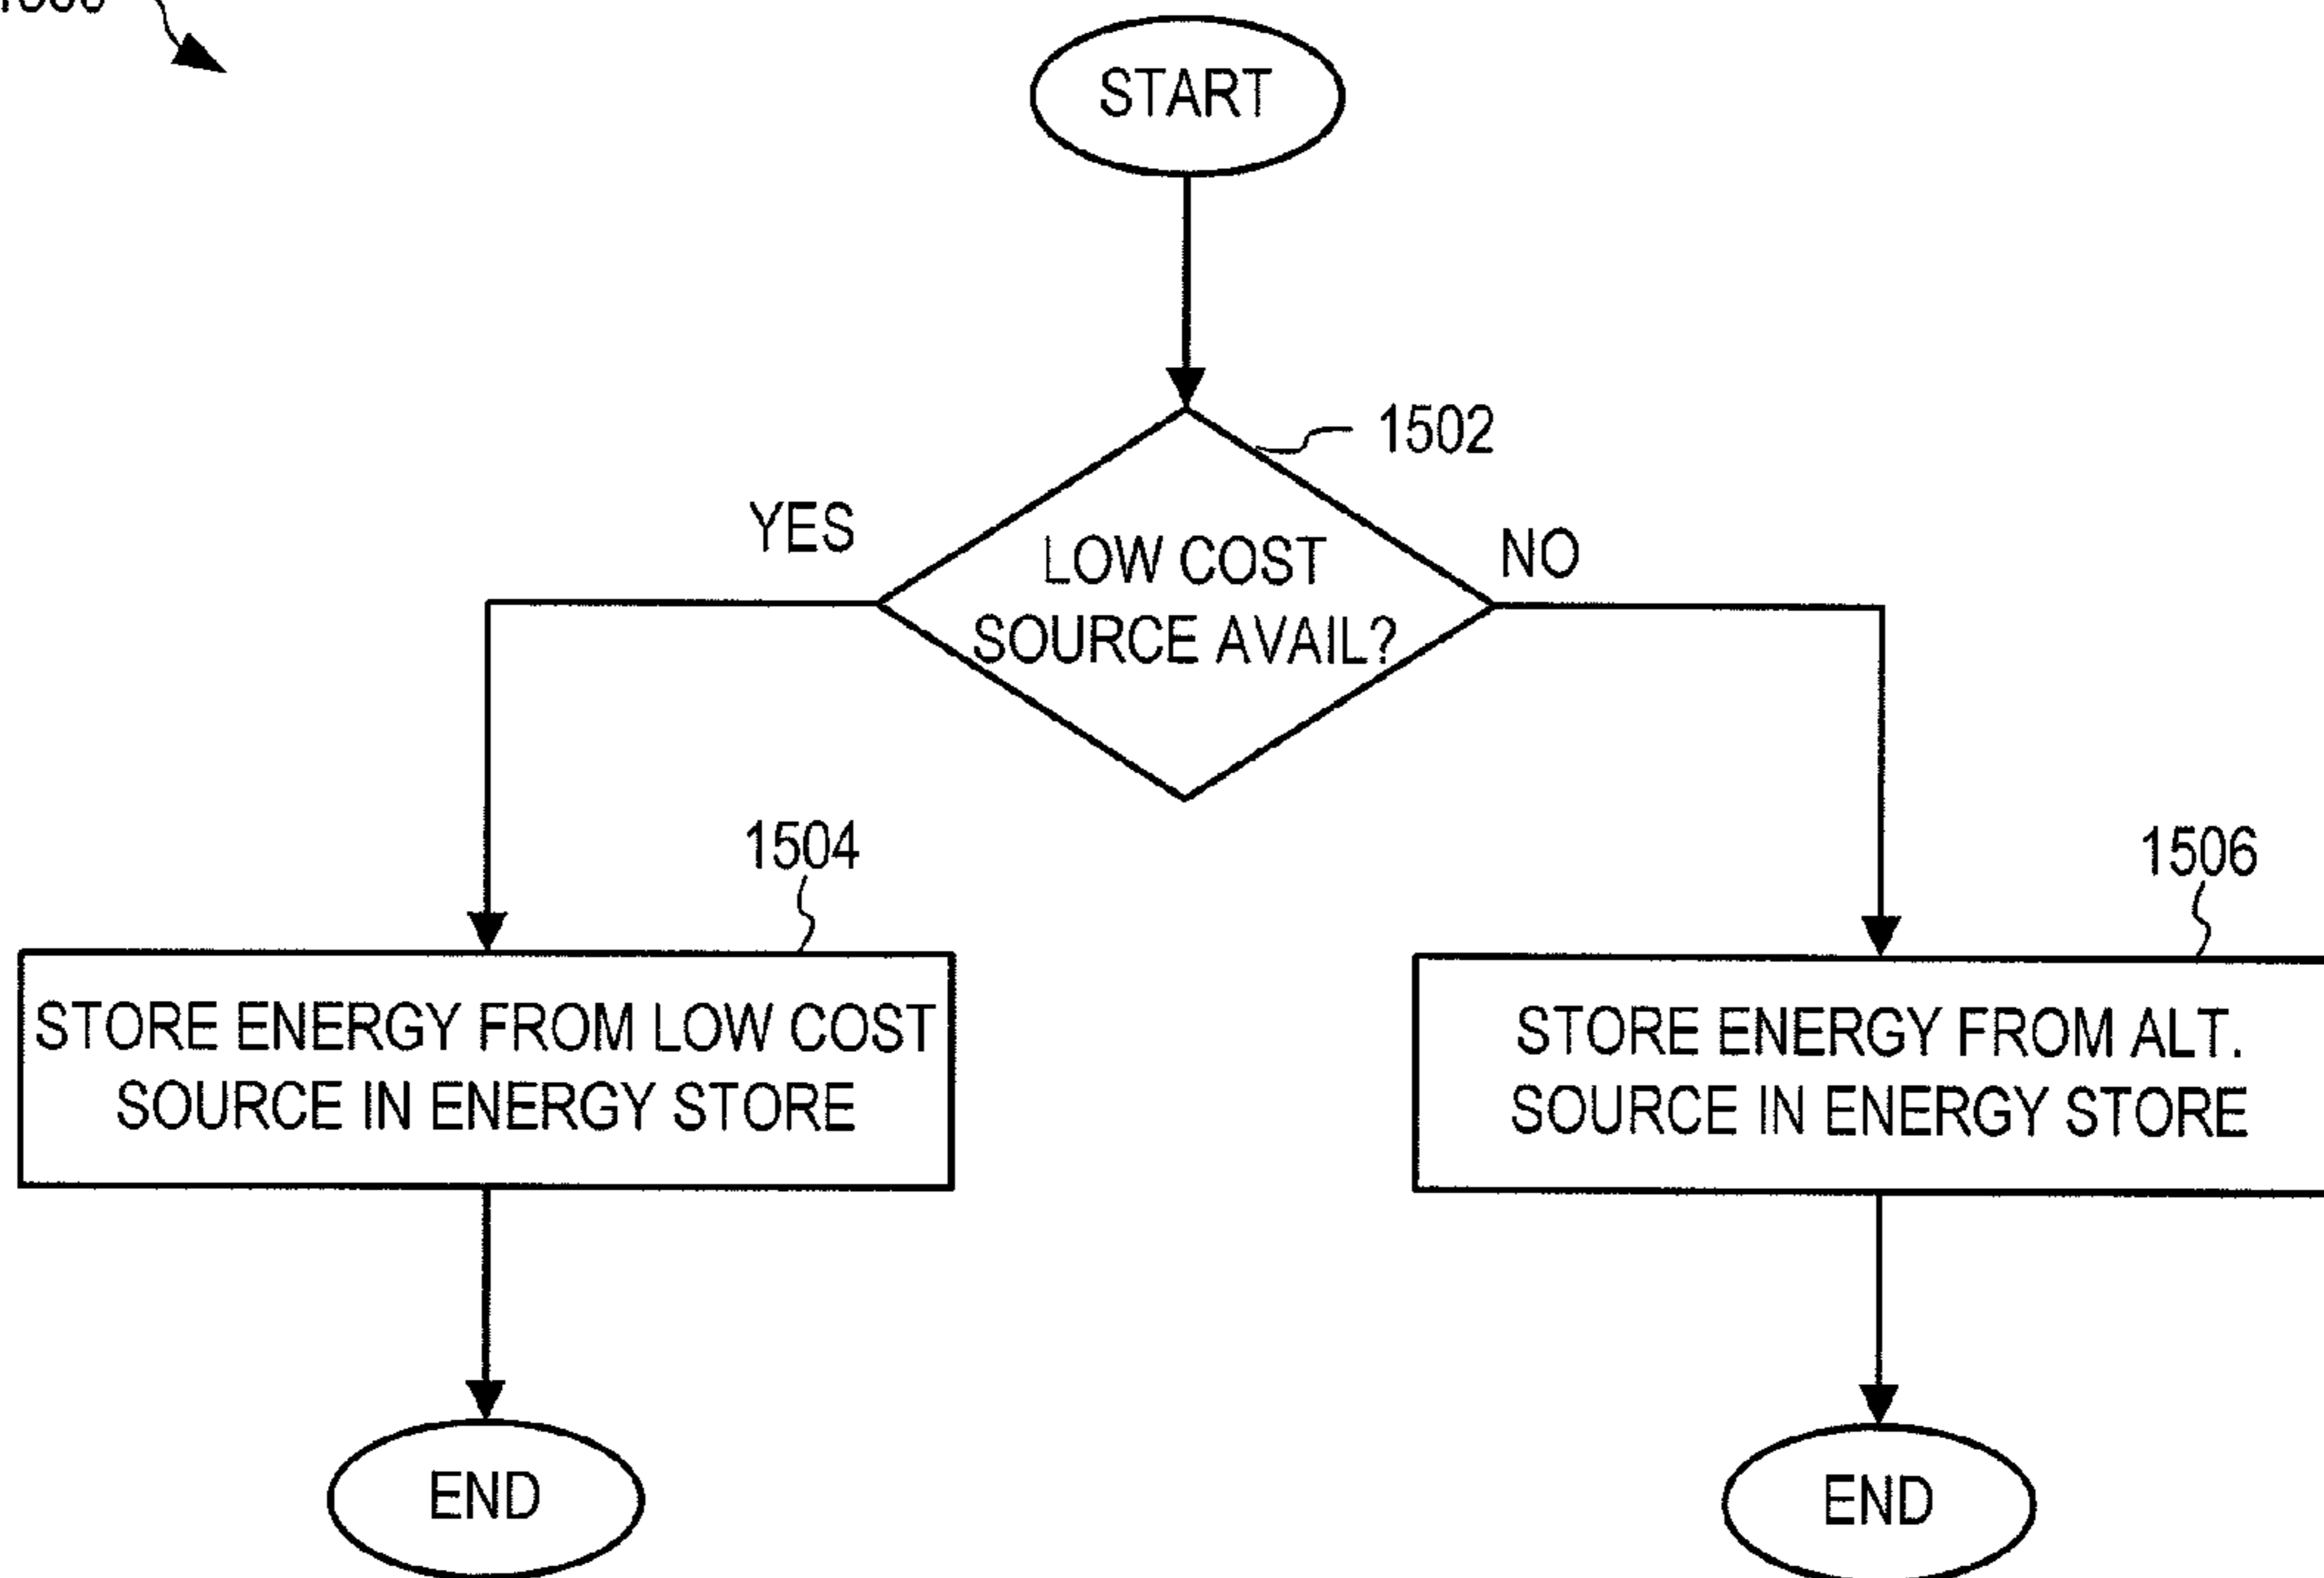 START
1502
YES
LOW COST
SOURCE AVAIL?
NO
1504
1506
STORE ENERGY FROM LOW COST
SOURCE IN ENERGY STORE
STORE ENERGY FROM ALT.
SOURCE IN ENERGY STORE
END
END